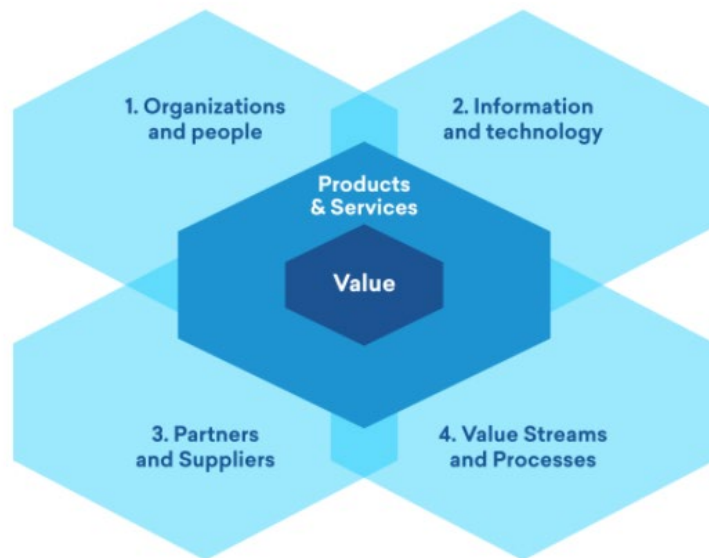 1. Organizations
and people
2. Information
and technology
Products
& Services
Value
3. Partners
and Suppliers
4. Value Streams
and Processes